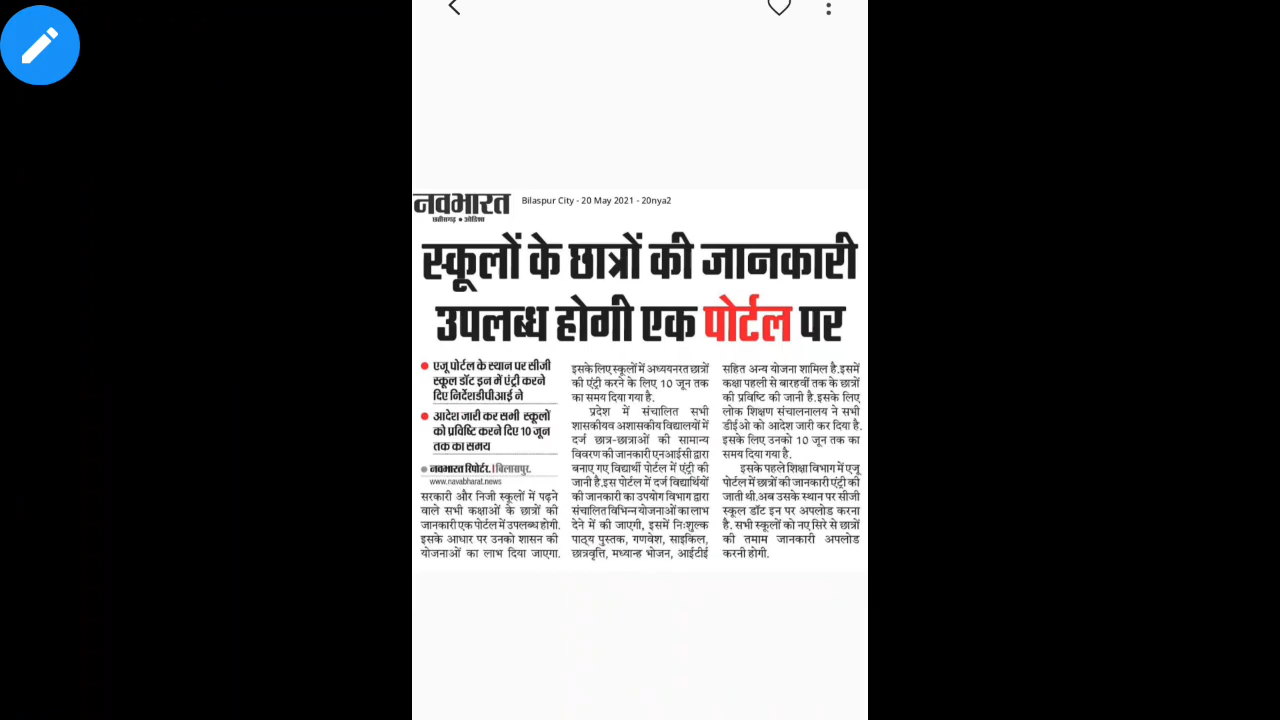 नवभारत
छत्तीसगढ़ • ओडिशा
Bilaspur City - 20 May 2021 - 20nya2
स्कूलों के छात्रों की जानकारी
उपलब्ध होगी एक पोर्टल पर
एजू पोर्टल के स्थान पर सीजी
स्कूल डॉट इन में एंट्री करने
दिए निर्देशडीपीआई ने
आदेश जारी कर सभी स्कूलों
को प्रविष्टि करने दिए 10 जून
तक का समय
नवभारत रिपोर्टर.।बिलासपुर.
www.navabharat.news
सरकारी और निजी स्कूलों में पढ़ने
वाले सभी कक्षाओं के छात्रों की
जानकारी एक पोर्टल में उपलब्ध होगी.
इसके आधार पर उनको शासन की
योजनाओं का लाभ दिया जाएगा.
इसके लिए स्कूलों में अध्ययनरत छात्रों
की एंट्री करने के लिए 10 जून तक
का समय दिया गया है.
प्रदेश में संचालित सभी
शासकीयव अशासकीय विद्यालयों में
दर्ज छात्र-छात्राओं की सामान्य
विवरण की जानकारी एनआईसी द्वारा
बनाए गए विद्यार्थी पोर्टल में एंट्री की
जानी है.इस पोर्टल में दर्ज विद्यार्थियों
की जानकारी का उपयोग विभाग द्वारा
संचालित विभिन्न योजनाओं का लाभ
देने में की जाएगी, इसमें निःशुल्क
पाठ्य पुस्तक, गणवेश, साइकिल,
छात्रवृत्ति, मध्यान्ह भोजन, आईटीई
सहित अन्य योजना शामिल है.इसमें
कक्षा पहली से बारहवीं तक के छात्रों
की प्रविष्टि की जानी है.इसके लिए
लोक शिक्षण संचालनालय ने सभी
डीईओ को आदेश जारी कर दिया है.
इसके लिए उनको 10 जून तक का
समय दिया गया है.
इसके पहले शिक्षा विभाग में एजू
पोर्टल में छात्रों की जानकारी एंट्री की
जाती थी.अब उसके स्थान पर सीजी
स्कूल डॉट इन पर अपलोड करना
है. सभी स्कूलों को नए सिरे से छात्रों
की तमाम जानकारी अपलोड
करनी होगी.